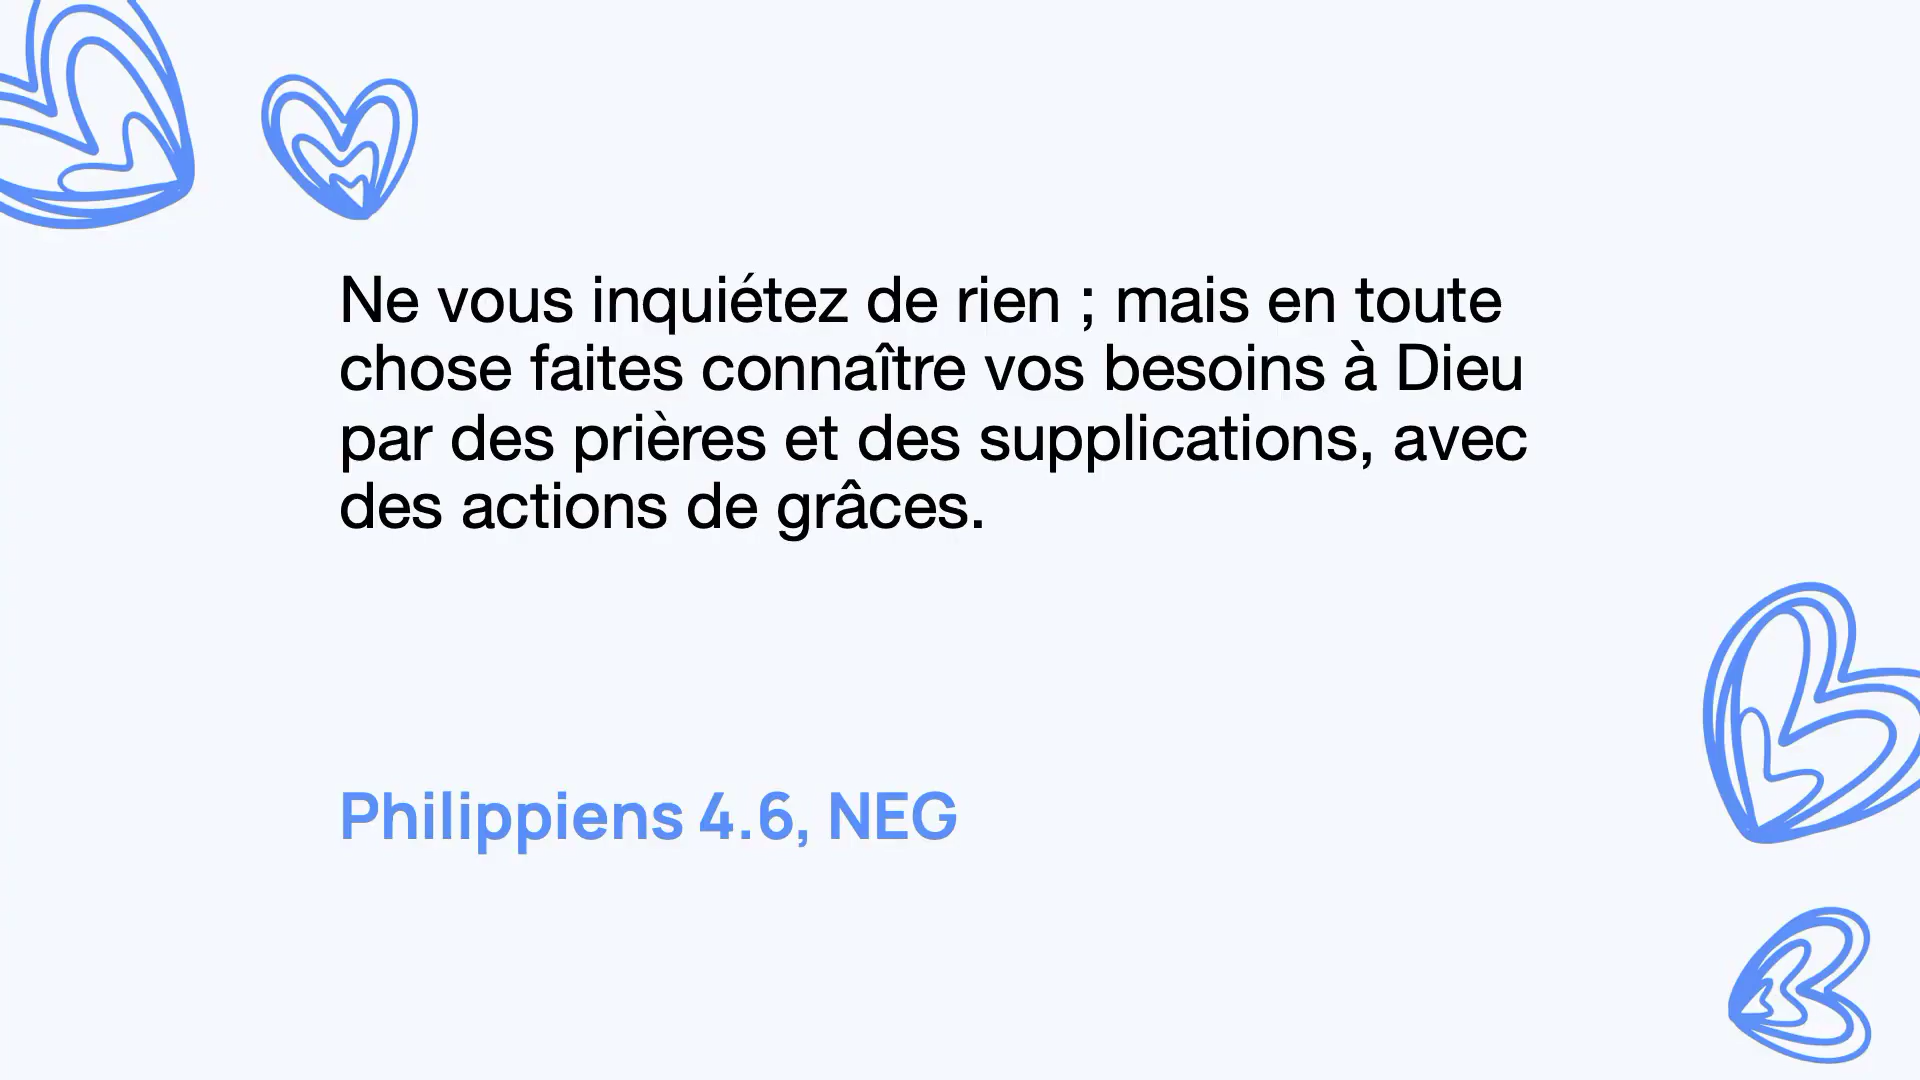 Ne vous inquiétez de rien ; mais en toute
chose faites connaître vos besoins à Dieu
par des prières et des supplications, avec
des actions de grâces.
Philippiens 4.6, NEG